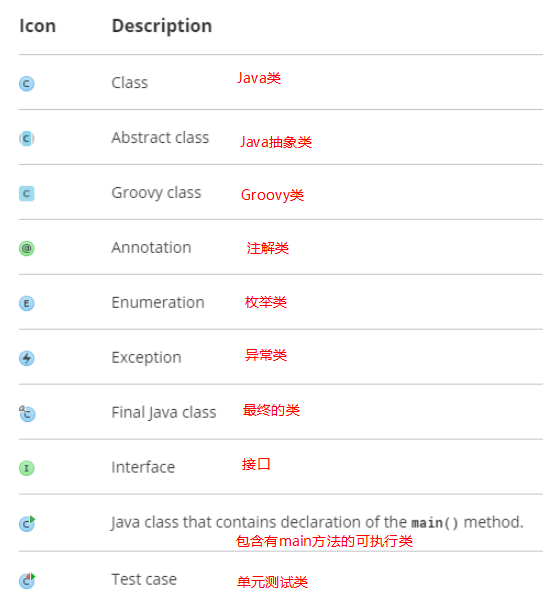 Icon Description
C Class Java类
C Abstract class Java抽象类
C Groovy class Groovy类
@ Annotation 注解类
E Enumeration 枚举类
Exception 异常类
C Final Java class 最终的类
I Interface 接口
C Java class that contains declaration of the main() method.
包含有main方法的可执行类
C Test case 单元测试类